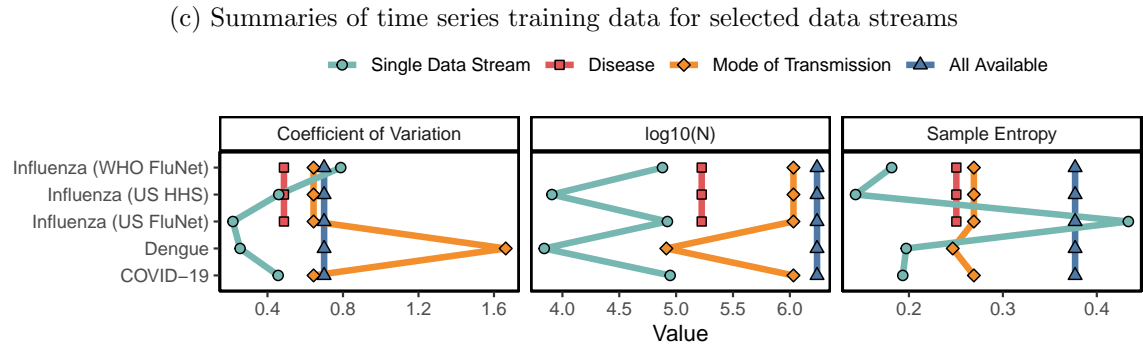 (c) Summaries of time series training data for selected data streams
Single Data Stream Disease Mode of Transmission All Available
Coefficient of Variation log10(N) Sample Entropy
Influenza (WHO FluNet)
Influenza (US HHS)
Influenza (US FluNet)
Dengue
COVID−19
0.4 0.8 1.2 1.6 4.0 4.5 5.0 5.5 6.0 0.2 0.3 0.4
Value